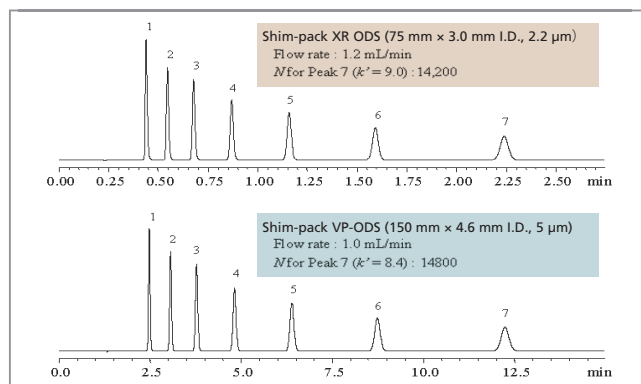 1
2
3
4
5
6
7
Shim-pack XR ODS (75 mm × 3.0 mm I.D., 2.2 µm)
Flow rate : 1.2 mL/min
N for Peak 7 (k' = 9.0) : 14,200
0.00 0.25 0.50 0.75 1.00 1.25 1.50 1.75 2.00 2.25 2.50 min
1
2
3
4
5
6
7
Shim-pack VP-ODS (150 mm × 4.6 mm I.D., 5 µm)
Flow rate : 1.0 mL/min
N for Peak 7 (k' = 8.4) : 14800
0.0 2.5 5.0 7.5 10.0 12.5 min